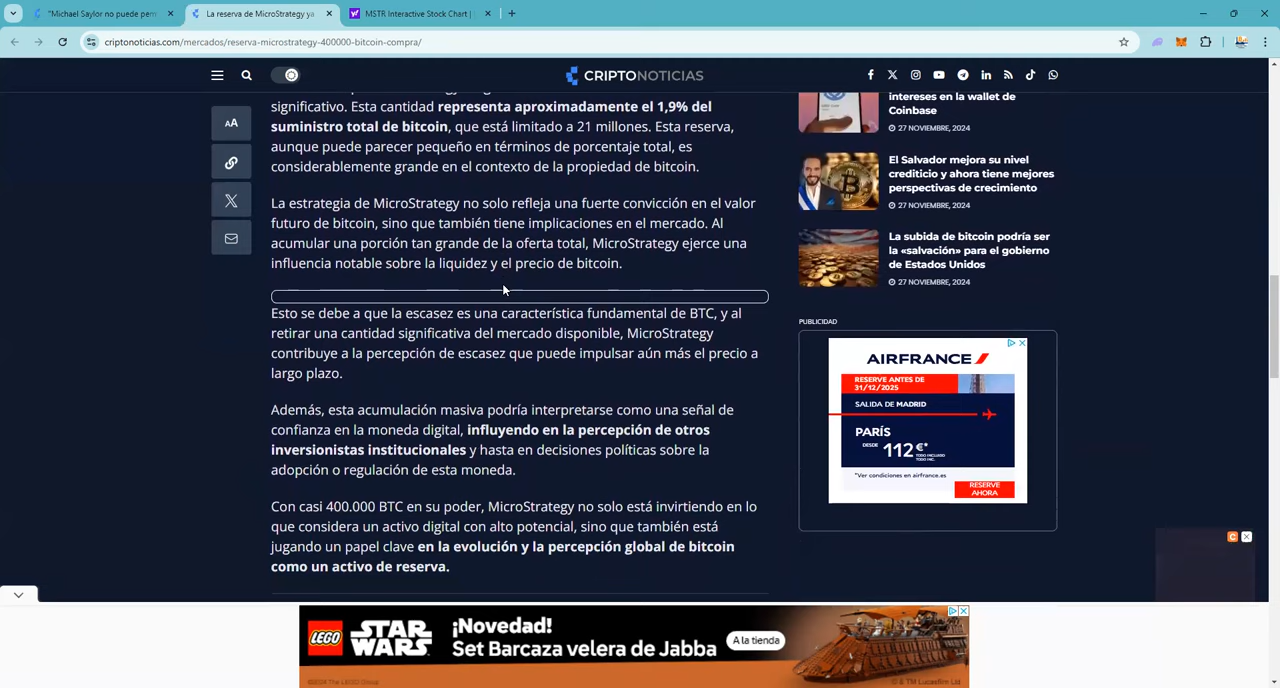 "Michael Saylor no puede per
La reserva de MicroStrategy ya
MSTR Interactive Stock Chart |
criptonoticias.com/mercados/reserva-microstrategy-400000-bitcoin-compra/
CRIPTONOTICIAS
AA
significativo. Esta cantidad representa aproximadamente el 1,9% del
suministro total de bitcoin, que está limitado a 21 millones. Esta reserva,
aunque puede parecer pequeño en términos de porcentaje total, es
considerablemente grande en el contexto de la propiedad de bitcoin.
La estrategia de MicroStrategy no solo refleja una fuerte convicción en el valor
futuro de bitcoin, sino que también tiene implicaciones en el mercado. Al
acumular una porción tan grande de la oferta total, MicroStrategy ejerce una
influencia notable sobre la liquidez y el precio de bitcoin.
Esto se debe a que la escasez es una característica fundamental de BTC, y al
retirar una cantidad significativa del mercado disponible, MicroStrategy
contribuye a la percepción de escasez que puede impulsar aún más el precio a
largo plazo.
Además, esta acumulación masiva podría interpretarse como una señal de
confianza en la moneda digital, influyendo en la percepción de otros
inversionistas institucionales y hasta en decisiones políticas sobre la
adopción o regulación de esta moneda.
Con casi 400.000 BTC en su poder, MicroStrategy no solo está invirtiendo en lo
que considera un activo digital con alto potencial, sino que también está
jugando un papel clave en la evolución y la percepción global de bitcoin
como un activo de reserva.
intereses en la wallet de
Coinbase
27 NOVIEMBRE, 2024
El Salvador mejora su nivel
crediticio y ahora tiene mejores
perspectivas de crecimiento
27 NOVIEMBRE, 2024
La subida de bitcoin podría ser
la «salvación» para el gobierno
de Estados Unidos
27 NOVIEMBRE, 2024
PUBLICIDAD
AIRFRANCE
RESERVE ANTES DE
31/12/2025
SALIDA DE MADRID
PARÍS
DESDE
112€*
TODO INCLUIDO
*Ver condiciones en airfrance.es
RESERVE
AHORA
LEGO
STAR
WARS
¡Novedad!
Set Barcaza velera de Jabba
A la tienda